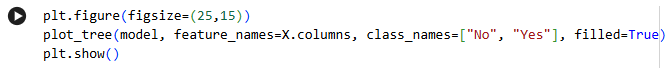 plt.figure(figsize=(25,15))
plot_tree(model, feature_names=X.columns, class_names=["No", "Yes"], filled=True)
plt.show()